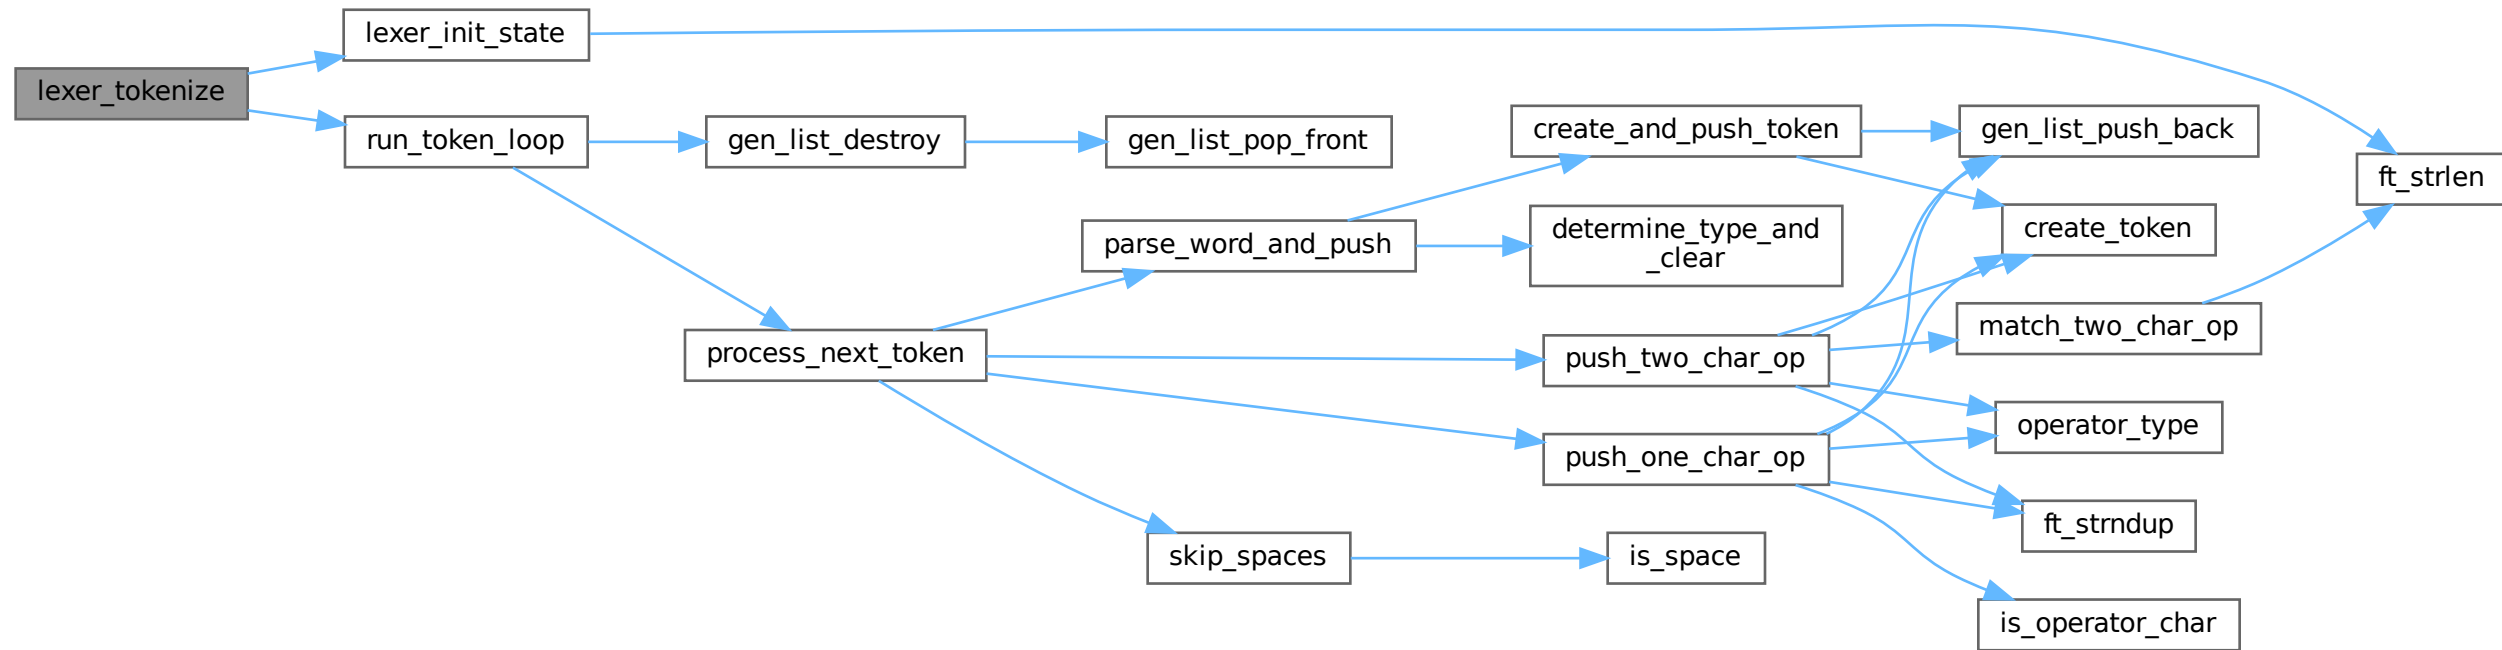 lexer_tokenize
lexer_init_state
run_token_loop
gen_list_destroy
gen_list_pop_front
process_next_token
parse_word_and_push
create_and_push_token
gen_list_push_back
create_token
determine_type_and
_clear
push_two_char_op
match_two_char_op
ft_strlen
operator_type
push_one_char_op
ft_strndup
is_operator_char
skip_spaces
is_space